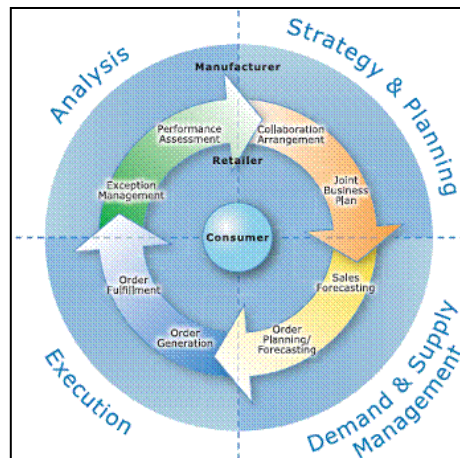 Analysis
Strategy & Planning
Manufacturer
Performance
Assessment
Collaboration
Arrangement
Retailer
Exception
Management
Joint
Business
Plan
Consumer
Order
Fulfillment
Sales
Forecasting
Order
Generation
Order
Planning/
Forecasting
Execution
Demand & Supply
Management